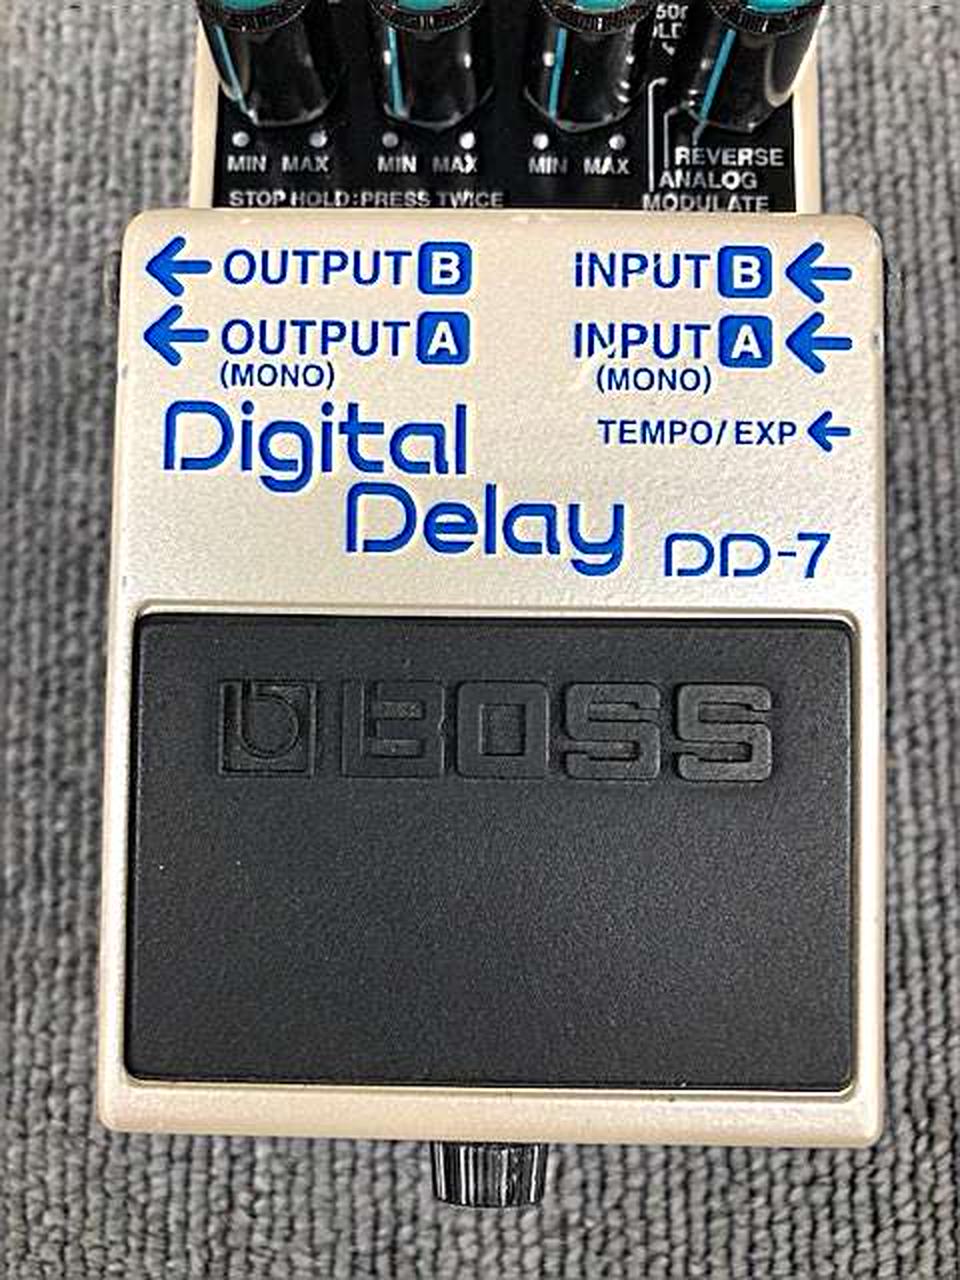 MIN MAX MIN MAX MIN MAX
REVERSE
ANALOG
MODULATE
STOP HOLD:PRESS TWICE
OUTPUT B
INPUT B
OUTPUT A
(MONO)
INPUT A
(MONO)
TEMPO/EXP
Digital
Delay
DD-7
BOSS